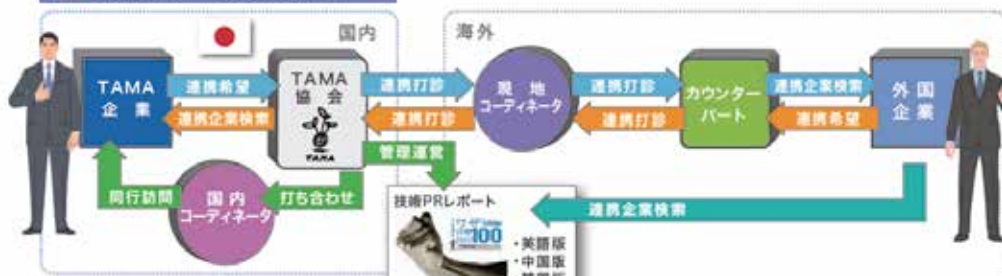 国内
海外
TAMA
企業
連携希望
連携企業検索
TAMA
協会
TAMA
連携打診
連携打診
現地
コーディネータ
連携打診
連携打診
カウンター
パート
連携企業検索
連携希望
外国
企業
管理運営
同行訪問
国内
コーディネータ
打ち合わせ
技術PRレポート
100
・英語版
・中国版
連携企業検索